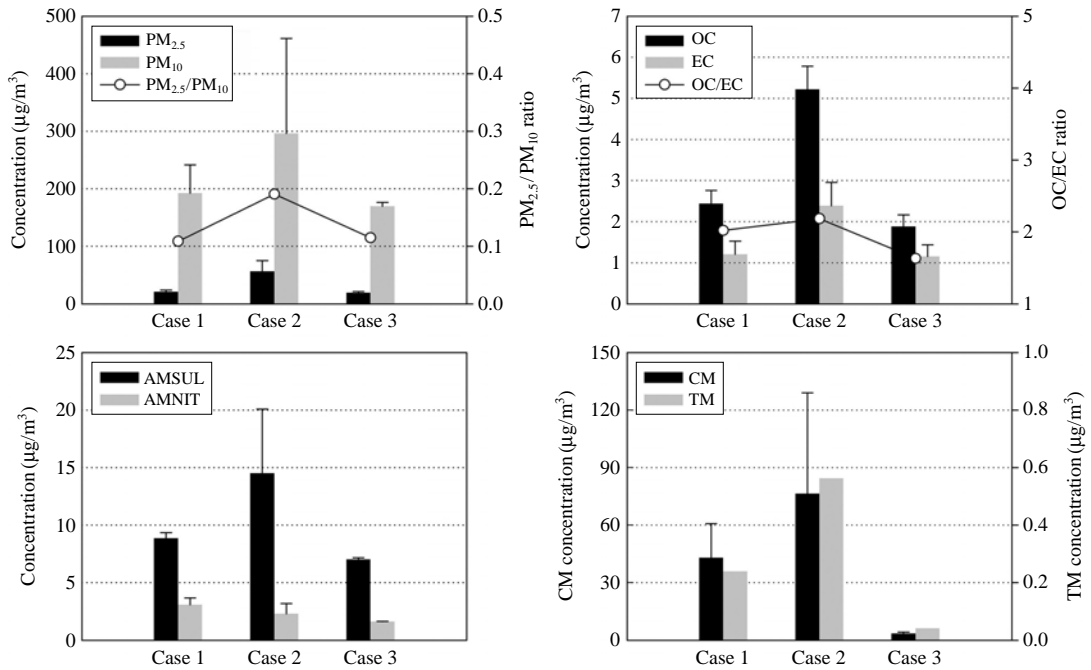 500
400
300
200
100
0
Concentration (μg/m³)
PM₂.₅
PM₁₀
PM₂.₅/PM₁₀
0.5
0.4
0.3
0.2
0.1
0.0
PM₂.₅/PM₁₀ ratio
Case 1 Case 2 Case 3
7
6
5
4
3
2
1
0
Concentration (μg/m³)
OC
EC
OC/EC
5
4
3
2
1
OC/EC ratio
Case 1 Case 2 Case 3
25
20
15
10
5
0
Concentration (μg/m³)
AMSUL
AMNIT
Case 1 Case 2 Case 3
150
120
90
60
30
0
CM concentration (μg/m³)
CM
TM
1.0
0.8
0.6
0.4
0.2
0.0
TM concentration (μg/m³)
Case 1 Case 2 Case 3